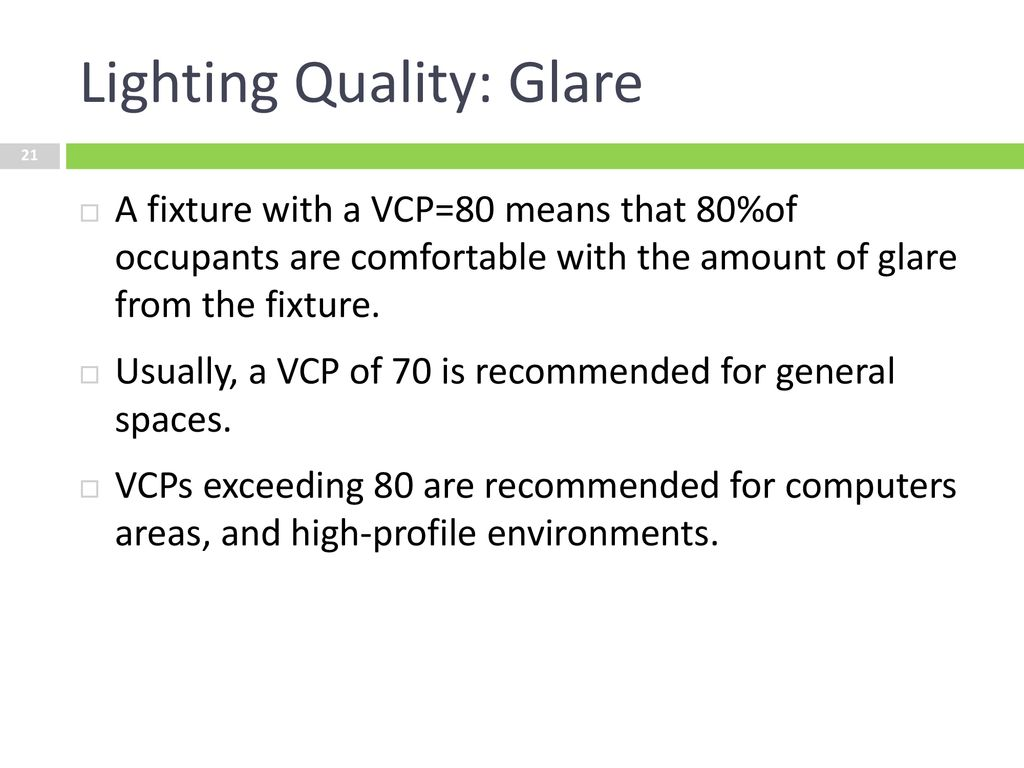 Lighting Quality: Glare
21
A fixture with a VCP=80 means that 80%of
occupants are comfortable with the amount of glare
from the fixture.
Usually, a VCP of 70 is recommended for general
spaces.
VCPs exceeding 80 are recommended for computers
areas, and high-profile environments.